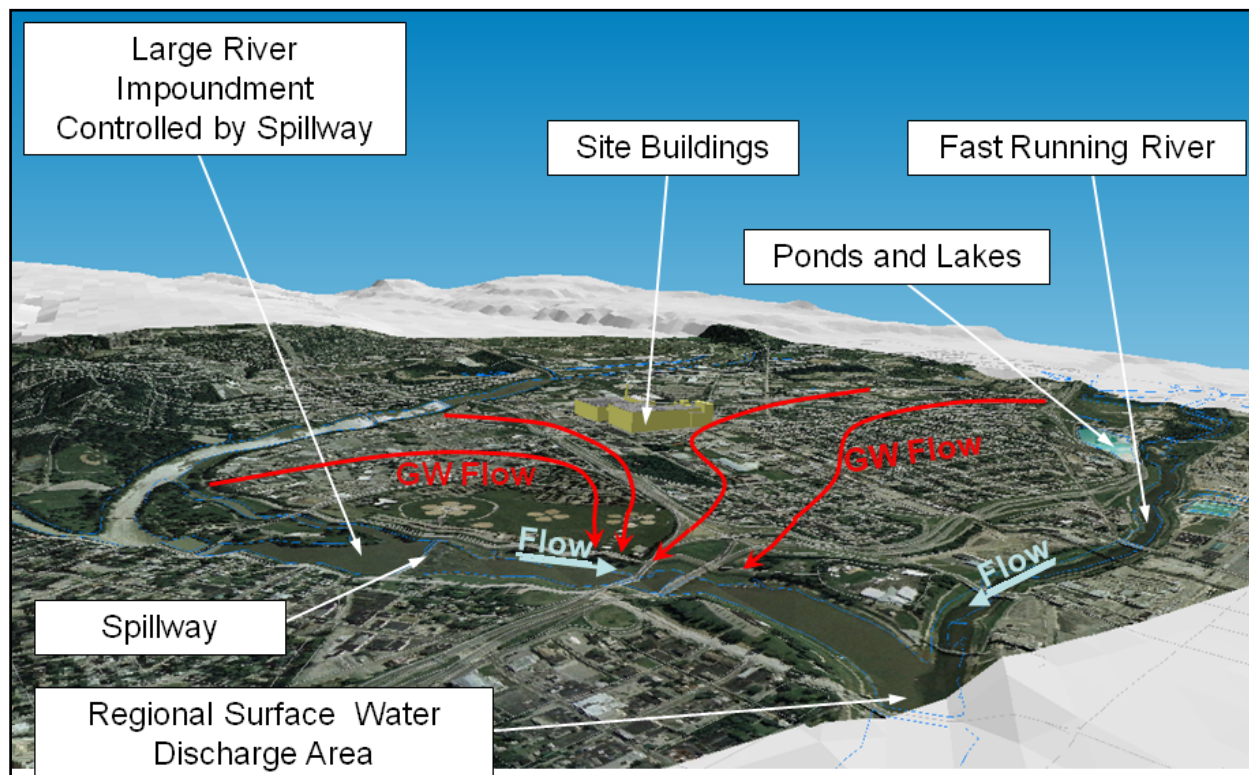 Large River
Impoundment
Controlled by Spillway
Site Buildings
Fast Running River
Ponds and Lakes
GW Flow
GW Flow
Flow
Flow
Spillway
Regional Surface Water
Discharge Area